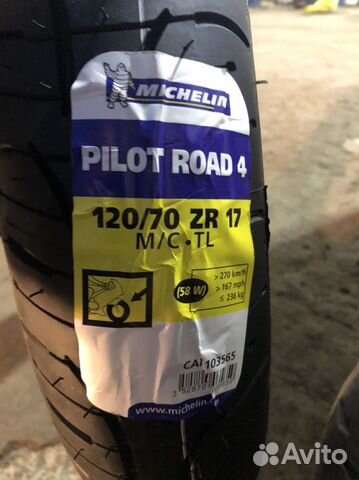 MICHELIN
PILOT ROAD 4
120/70 ZR 17
M/C • TL
(58 W)
> 270 km/h
> 167 mph
≤ 236 kg
CAI 103565
www.michelin.com
Avito